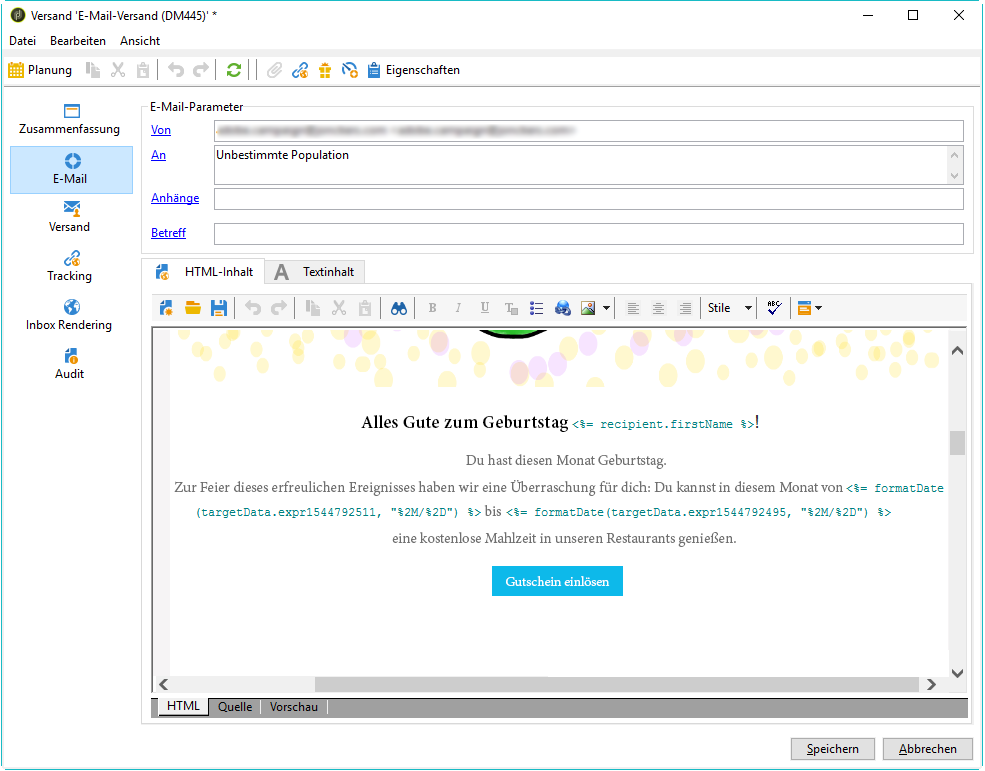 Versand 'E-Mail-Versand (DM445)' *
Datei Bearbeiten Ansicht
Planung Eigenschaften
Zusammenfassung
E-Mail
Versand
Tracking
Inbox Rendering
Audit
E-Mail-Parameter
Von
An Unbestimmte Population
Anhänge
Betreff
HTML-Inhalt A Textinhalt
B I U Stile ABC
Alles Gute zum Geburtstag <%= recipient.firstName %>!
Du hast diesen Monat Geburtstag.
Zur Feier dieses erfreulichen Ereignisses haben wir eine Überraschung für dich: Du kannst in diesem Monat von <%= formatDate
(targetData.expr1544792511, "%2M/%2D") %> bis <%= formatDate(targetData.expr1544792495, "%2M/%2D") %>
eine kostenlose Mahlzeit in unseren Restaurants genießen.
Gutschein einlösen
HTML Quelle Vorschau
Speichern Abbrechen